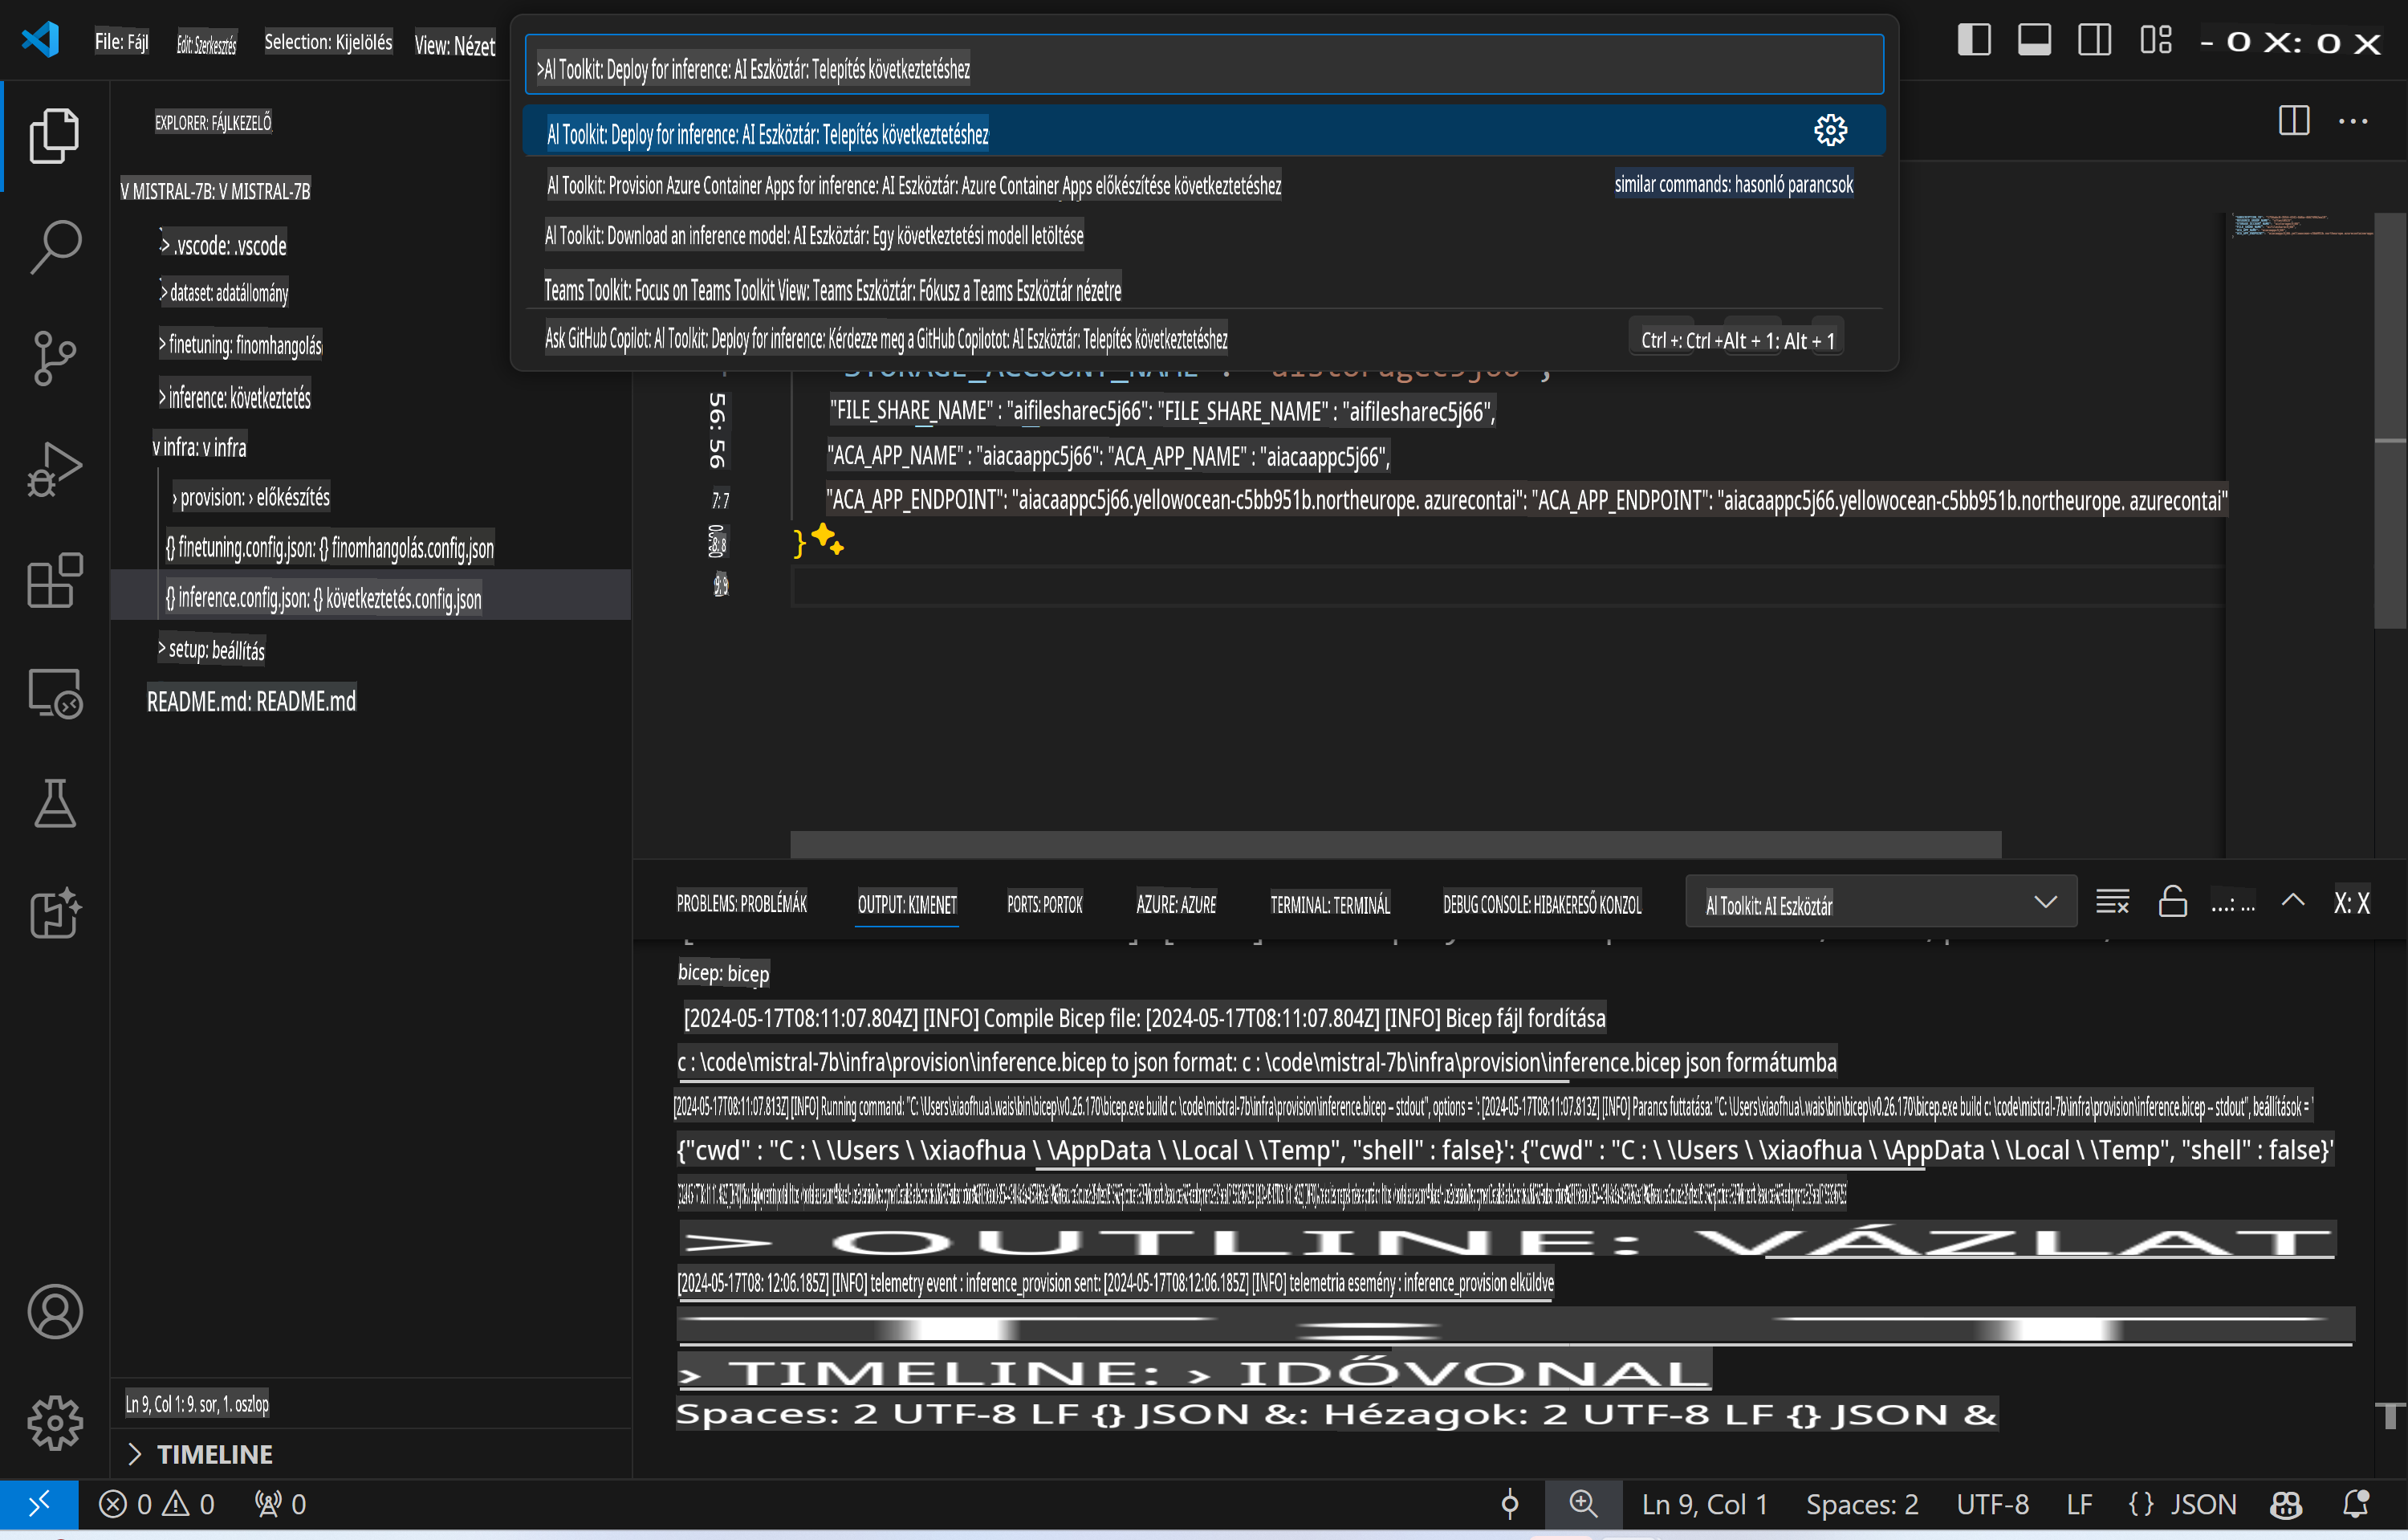 File: Fájl Edit: Szerkesztés Selection: Kijelölés View: Nézet
- O X: O X
>Al Toolkit: Deploy for inference: AI Eszköztár: Telepítés következtetéshez
Al Toolkit: Deploy for inference: AI Eszköztár: Telepítés következtetéshez
Al Toolkit: Provision Azure Container Apps for inference: AI Eszköztár: Azure Container Apps előkészítése következtetéshez
similar commands: hasonló parancsok
Al Toolkit: Download an inference model: AI Eszköztár: Egy következtetési modell letöltése
Teams Toolkit: Focus on Teams Toolkit View: Teams Eszköztár: Fókusz a Teams Eszköztár nézetre
Ask GitHub Copilot: Al Toolkit: Deploy for inference: Kérdezze meg a GitHub Copilotot: AI Eszköztár: Telepítés következtetéshez
Ctrl +: Ctrl +Alt + 1: Alt + 1
EXPLORER: FÁJLKEZELŐ
V MISTRAL-7B: V MISTRAL-7B
> .vscode: .vscode
> dataset: adatállomány
> finetuning: finomhangolás
> inference: következtetés
v infra: v infra
› provision: › előkészítés
{} finetuning.config.json: {} finomhangolás.config.json
{} inference.config.json: {} következtetés.config.json
> setup: beállítás
README.md: README.md
"STORAGE_ACCOUNT_NAME": "aistoragec5j66",
56: 56
"FILE_SHARE_NAME" : "aifilesharec5j66": "FILE_SHARE_NAME" : "aifilesharec5j66",
"ACA_APP_NAME" : "aiacaappc5j66": "ACA_APP_NAME" : "aiacaappc5j66",
7: 7 "ACA_APP_ENDPOINT": "aiacaappc5j66.yellowocean-c5bb951b.northeurope. azurecontai": "ACA_APP_ENDPOINT": "aiacaappc5j66.yellowocean-c5bb951b.northeurope. azurecontai"
8: 8 }
9: 9
PROBLEMS: PROBLÉMÁK OUTPUT: KIMENET PORTS: PORTOK AZURE: AZURE TERMINAL: TERMINÁL DEBUG CONSOLE: HIBAKERESŐ KONZOL Al Toolkit: AI Eszköztár ...: ... X: X
bicep: bicep
[2024-05-17T08:11:07.804Z] [INFO] Compile Bicep file: [2024-05-17T08:11:07.804Z] [INFO] Bicep fájl fordítása
c : \code\mistral-7b\infra\provision\inference.bicep to json format: c : \code\mistral-7b\infra\provision\inference.bicep json formátumba
[2024-05-17T08:11:07.813Z] [INFO] Running command: "C: \Users\xiaofhua\.wais\bin\bicep\v0.26.170\bicep.exe build c: \code\mistral-7b\infra\provision\inference.bicep – stdout", options = ': [2024-05-17T08:11:07.813Z] [INFO] Parancs futtatása: "C: \Users\xiaofhua\.wais\bin\bicep\v0.26.170\bicep.exe build c: \code\mistral-7b\infra\provision\inference.bicep – stdout", beállítások = '
{"cwd" : "C : \ \Users \ \xiaofhua \ \AppData \ \Local \ \Temp", "shell" : false}': {"cwd" : "C : \ \Users \ \xiaofhua \ \AppData \ \Local \ \Temp", "shell" : false}'
> OUTLINE: VÁZLAT
[2024-05-17T08: 12:06.185Z] [INFO] telemetry event : inference_provision sent: [2024-05-17T08:12:06.185Z] [INFO] telemetria esemény : inference_provision elküldve
› TIMELINE: › IDŐVONAL
Spaces: 2 UTF-8 LF {} JSON &: Hézagok: 2 UTF-8 LF {} JSON &
Ln 9, Col 1: 9. sor, 1. oszlop
TIMELINE
0 0 0 Ln 9, Col 1 Spaces: 2 UTF-8 LF {} JSON